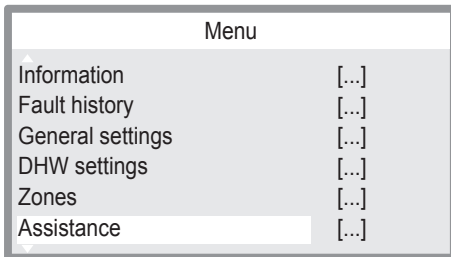 Menu
Information [...]
Fault history [...]
General settings [...]
DHW settings [...]
Zones [...]
Assistance [...]